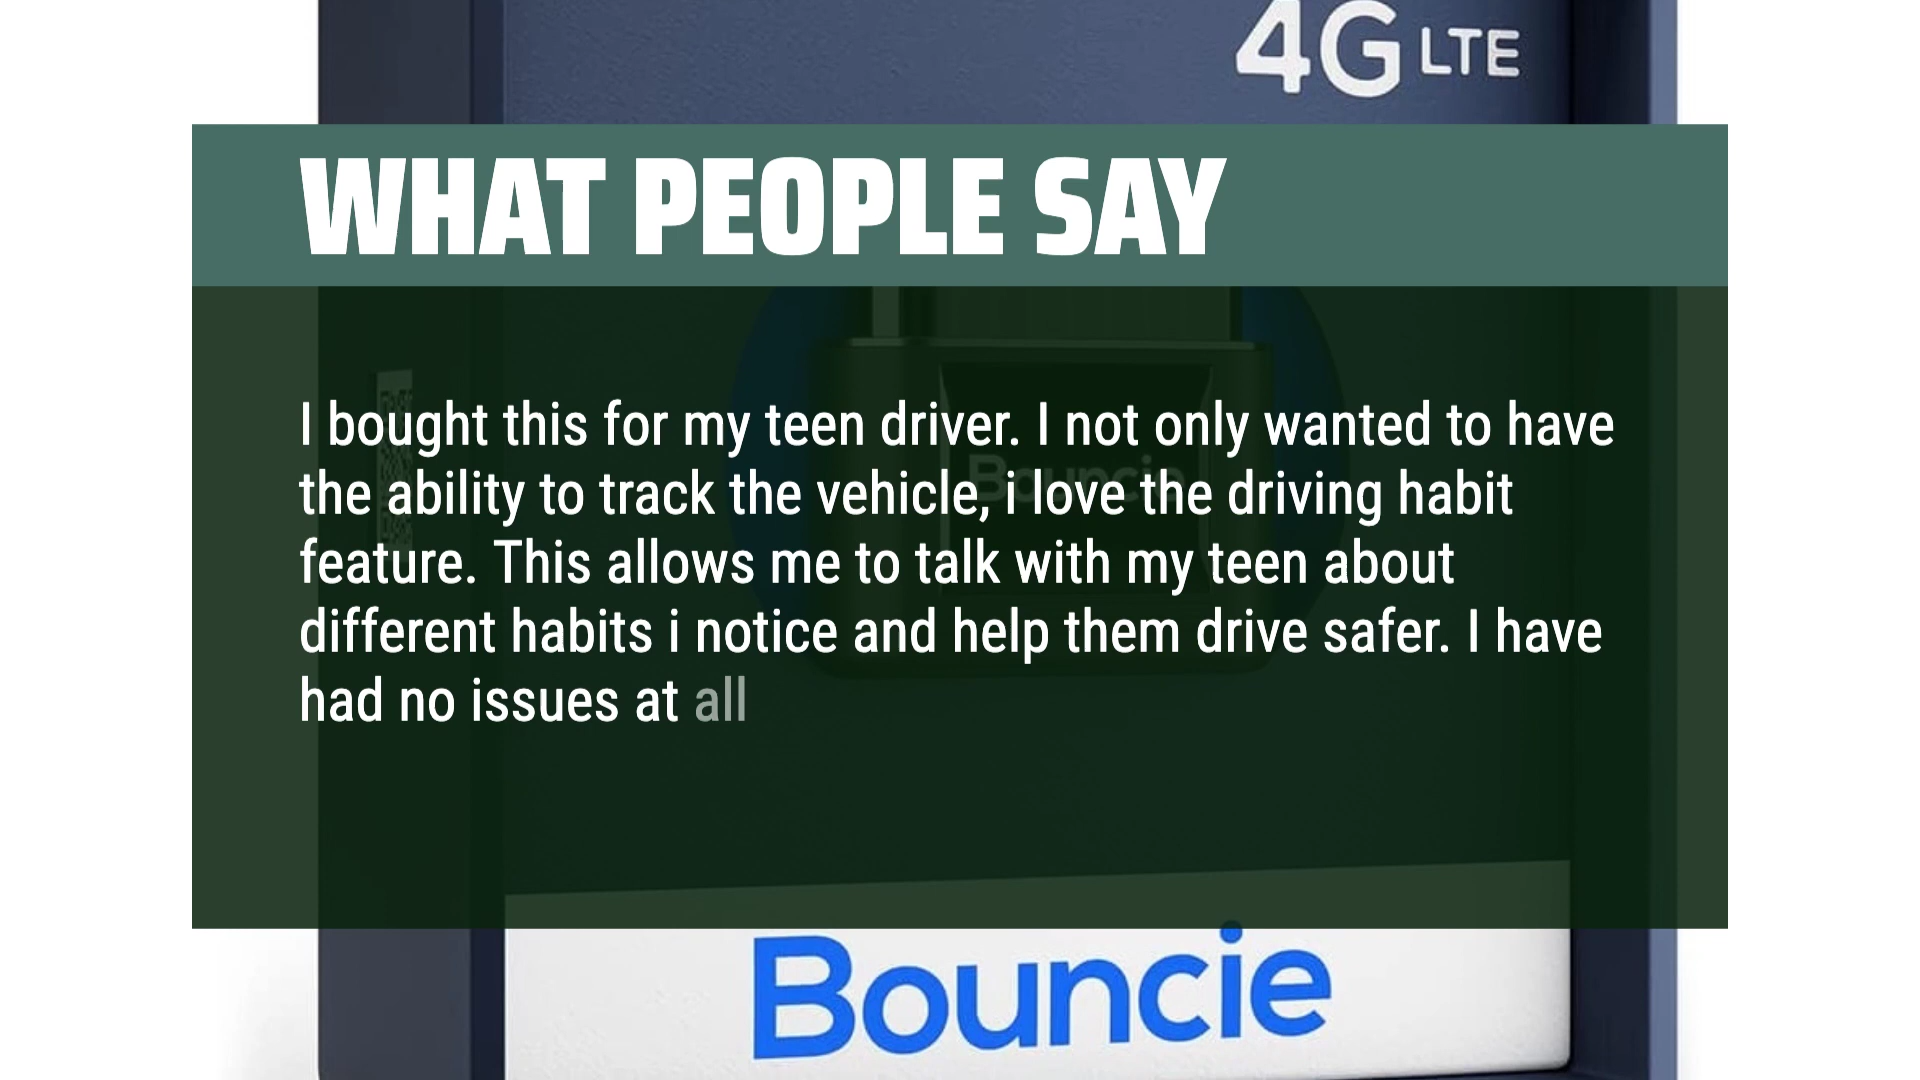 4G LTE
WHAT PEOPLE SAY
I bought this for my teen driver. I not only wanted to have
the ability to track the vehicle, i love the driving habit
feature. This allows me to talk with my teen about
different habits i notice and help them drive safer. I have
had no issues at all
Bouncie
Bouncie